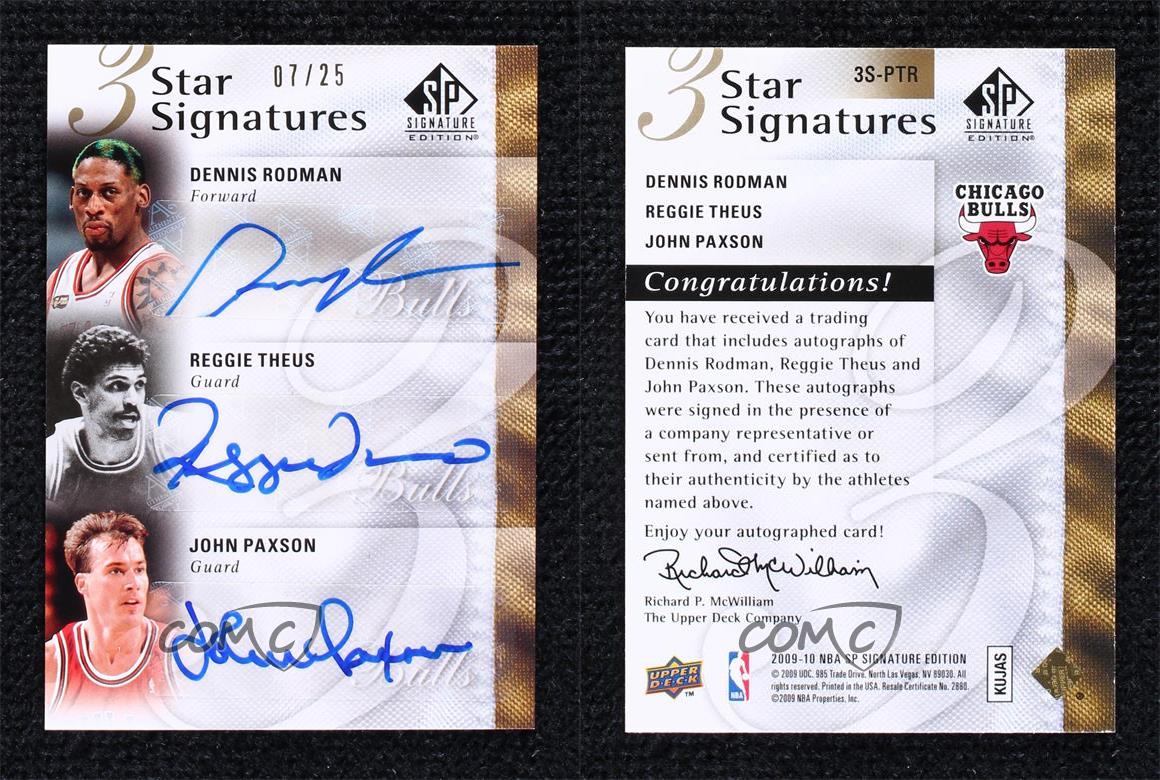 3 Star Signatures
07/25
SP
SIGNATURE
EDITION®
DENNIS RODMAN
Forward
Bulls
REGGIE THEUS
Guard
Reggie Theus
Bulls
JOHN PAXSON
Guard
John Paxson
Bulls
COMC
3 Star Signatures
3S-PTR
SP
SIGNATURE
EDITION®
DENNIS RODMAN
REGGIE THEUS
JOHN PAXSON
CHICAGO
BULLS
Congratulations!
You have received a trading
card that includes autographs of
Dennis Rodman, Reggie Theus and
John Paxson. These autographs
were signed in the presence of
a company representative or
sent from, and certified as to
their authenticity by the athletes
named above.
Enjoy your autographed card!
Richard P. McWilliam
Richard P. McWilliam
The Upper Deck Company
COMC
UPPER
DECK
™
NBA
2009-10 NBA SP SIGNATURE EDITION
© 2009 UDC. 985 Trade Drive. North Las Vegas, NV 89030. All
rights reserved. Printed in the USA. Resale Certificate No. 2880.
©2009 NBA Properties, Inc.
KUJAS